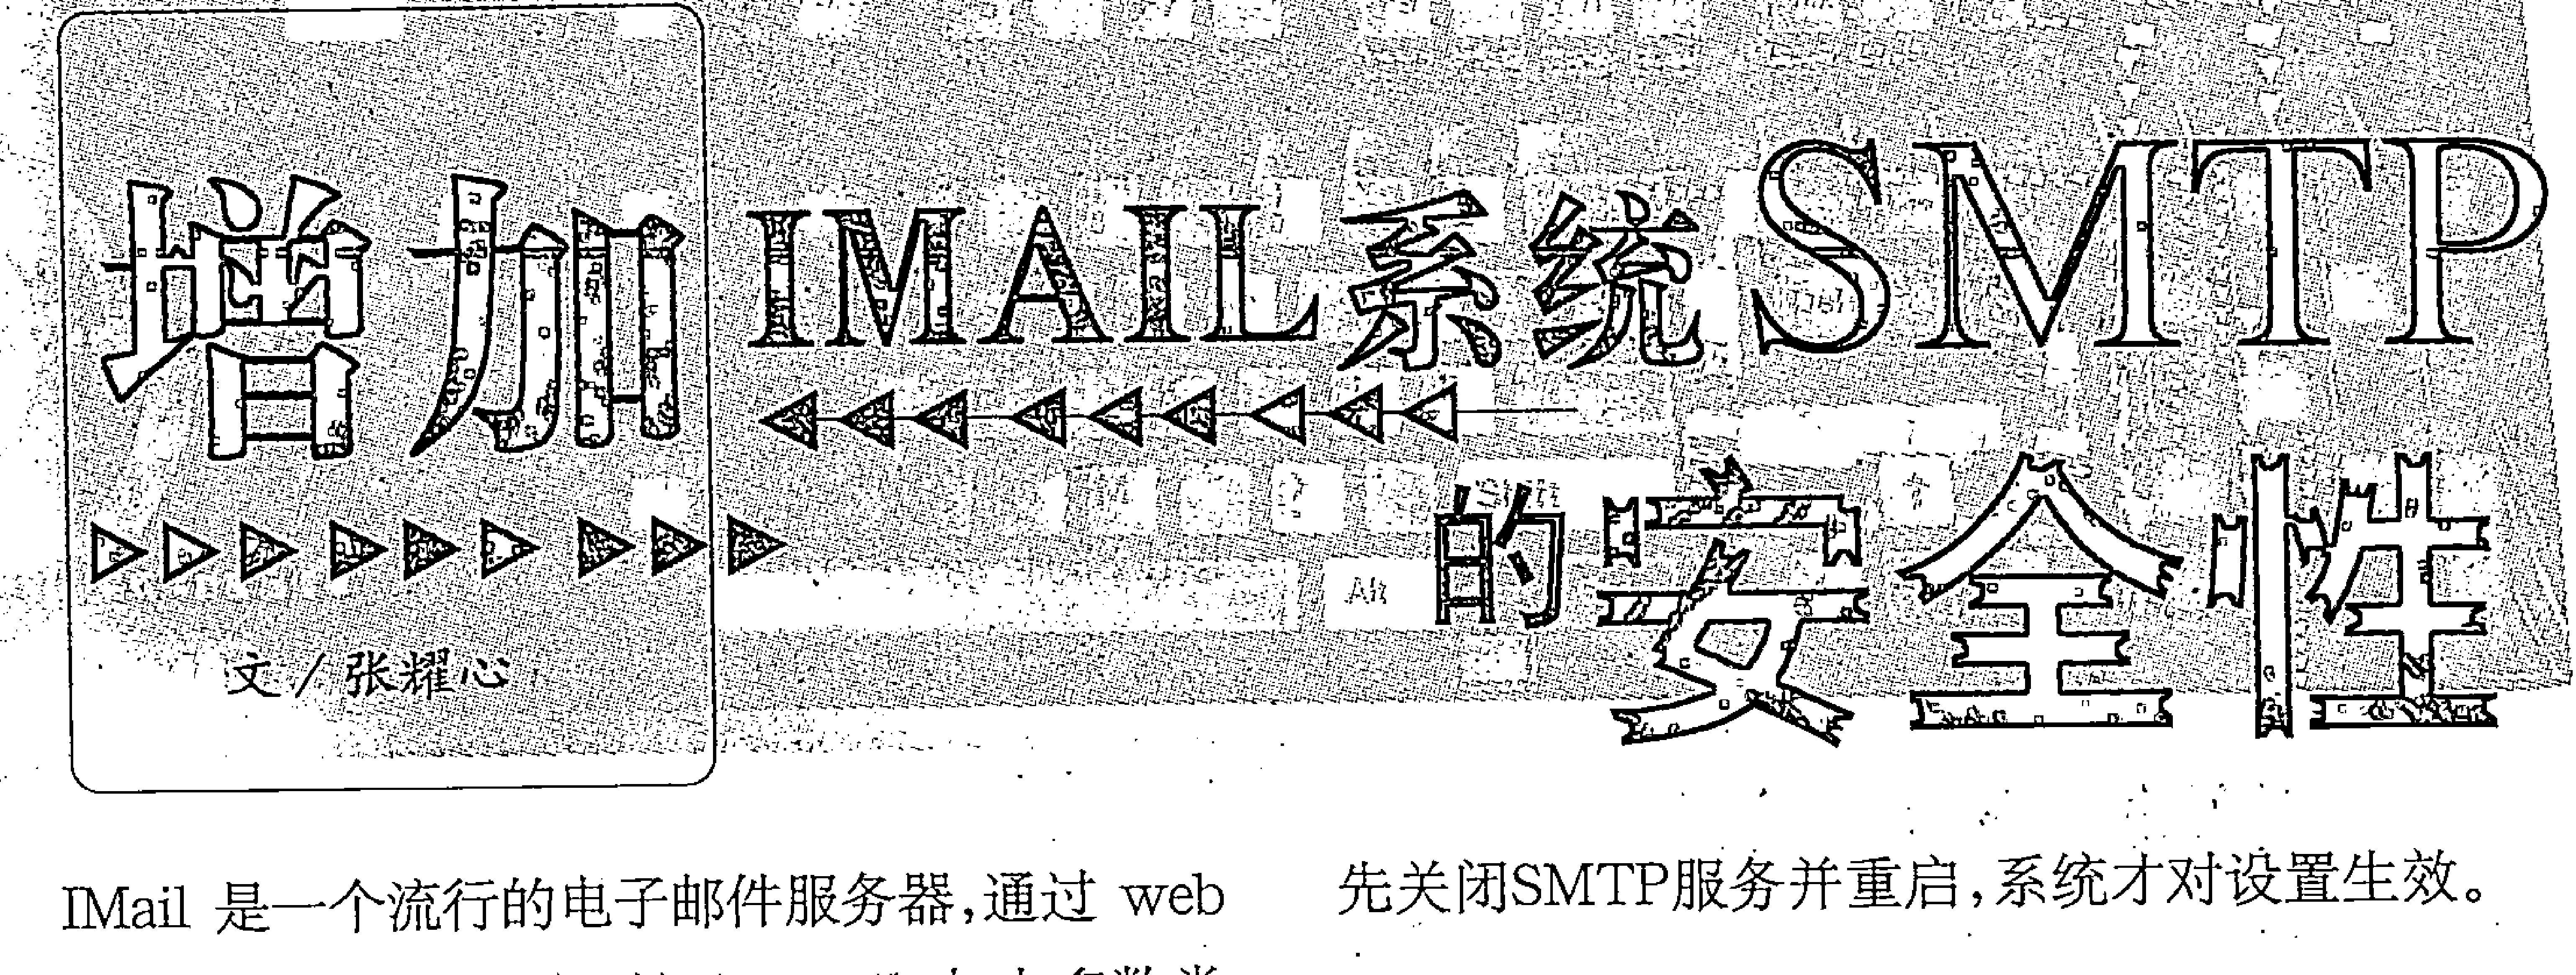 增加IMAIL系统SMTP
的安全性
文/张耀心
IMail 是一个流行的电子邮件服务器,通过 web
先关闭SMTP服务并重启,系统才对设置生效。